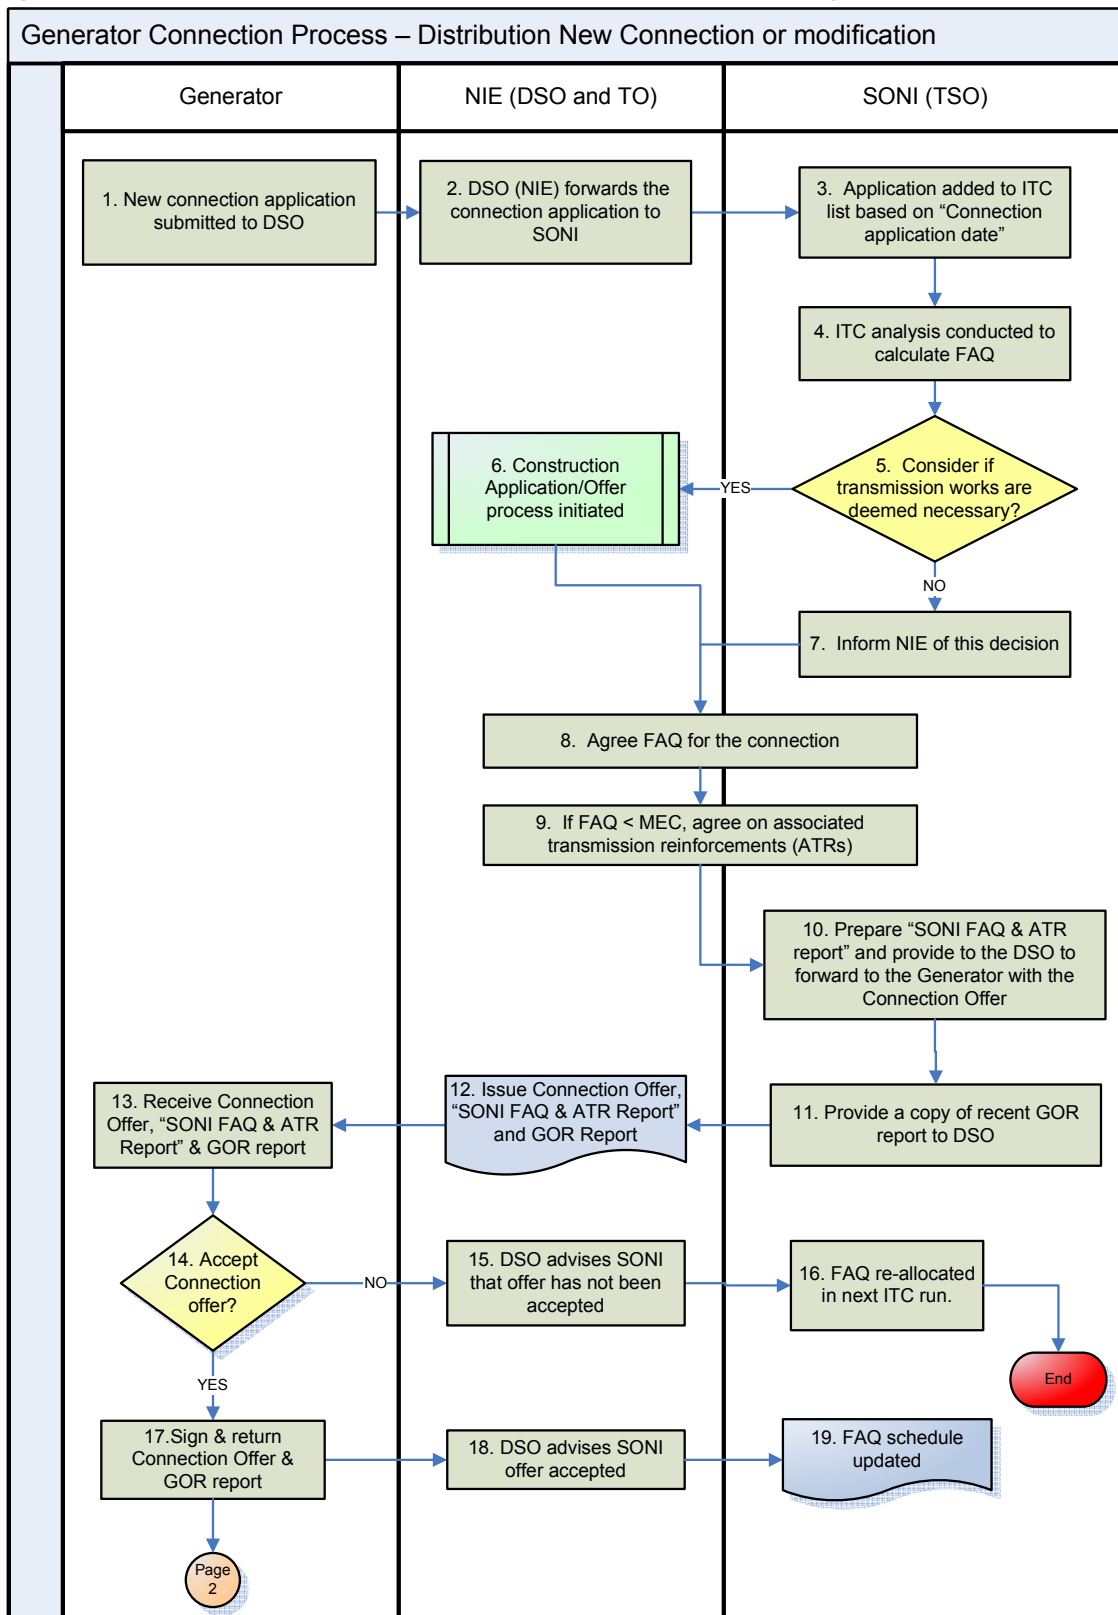 Generator Connection Process – Distribution New Connection or modification
Generator
NIE (DSO and TO)
SONI (TSO)
1. New connection application
submitted to DSO
2. DSO (NIE) forwards the
connection application to
SONI
3.  Application added to ITC
list based on “Connection
application date”
4. ITC analysis conducted to
calculate FAQ
5.  Consider if
transmission works are
deemed necessary?
YES
6. Construction
Application/Offer
process initiated
NO
7.  Inform NIE of this decision
8.  Agree FAQ for the connection
9.  If FAQ < MEC, agree on associated
transmission reinforcements (ATRs)
10. Prepare “SONI FAQ & ATR
report” and provide to the DSO to
forward to the Generator with the
Connection Offer
11. Provide a copy of recent GOR
report to DSO
12. Issue Connection Offer,
“SONI FAQ & ATR Report”
and GOR Report
13. Receive Connection
Offer, “SONI FAQ & ATR
Report” & GOR report
14. Accept
Connection
offer?
NO
15. DSO advises SONI
that offer has not been
accepted
16. FAQ re-allocated
in next ITC run.
End
YES
17.Sign & return
Connection Offer &
GOR report
18. DSO advises SONI
offer accepted
19. FAQ schedule
updated
Page
2